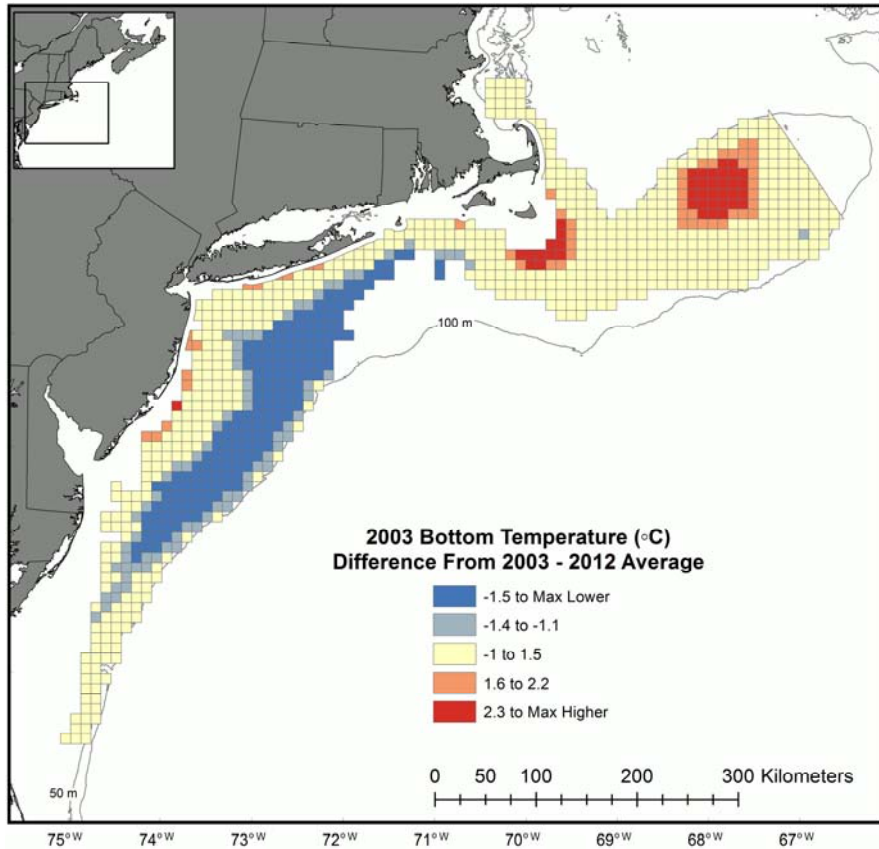 100 m
2003 Bottom Temperature (◦C)
Difference From 2003 - 2012 Average
-1.5 to Max Lower
-1.4 to -1.1
-1 to 1.5
1.6 to 2.2
2.3 to Max Higher
0 50 100 200 300 Kilometers
50 m
75°W 74°W 73°W 72°W 71°W 70°W 69°W 68°W 67°W